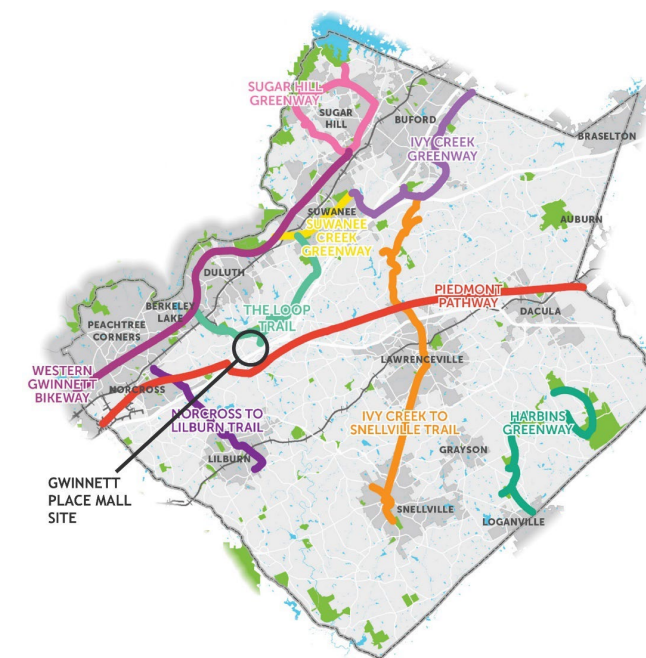 SUGAR HILL
GREENWAY
SUGAR
HILL
BUFORD
IVY CREEK
GREENWAY
BRASELTON
SUWANEE
SUWANEE
CREEK
GREENWAY
AUBURN
DULUTH
PIEDMONT
PATHWAY
BERKELEY
LAKE
THE LOOP
TRAIL
DACULA
PEACHTREE
CORNERS
LAWRENCEVILLE
WESTERN
GWINNETT
BIKEWAY
NORCROSS
NORCROSS TO
LILBURN TRAIL
IVY CREEK TO
SNELLVILLE TRAIL
HARBINS
GREENWAY
LILBURN
GRAYSON
GWINNETT
PLACE MALL
SITE
SNELLVILLE
LOGANVILLE